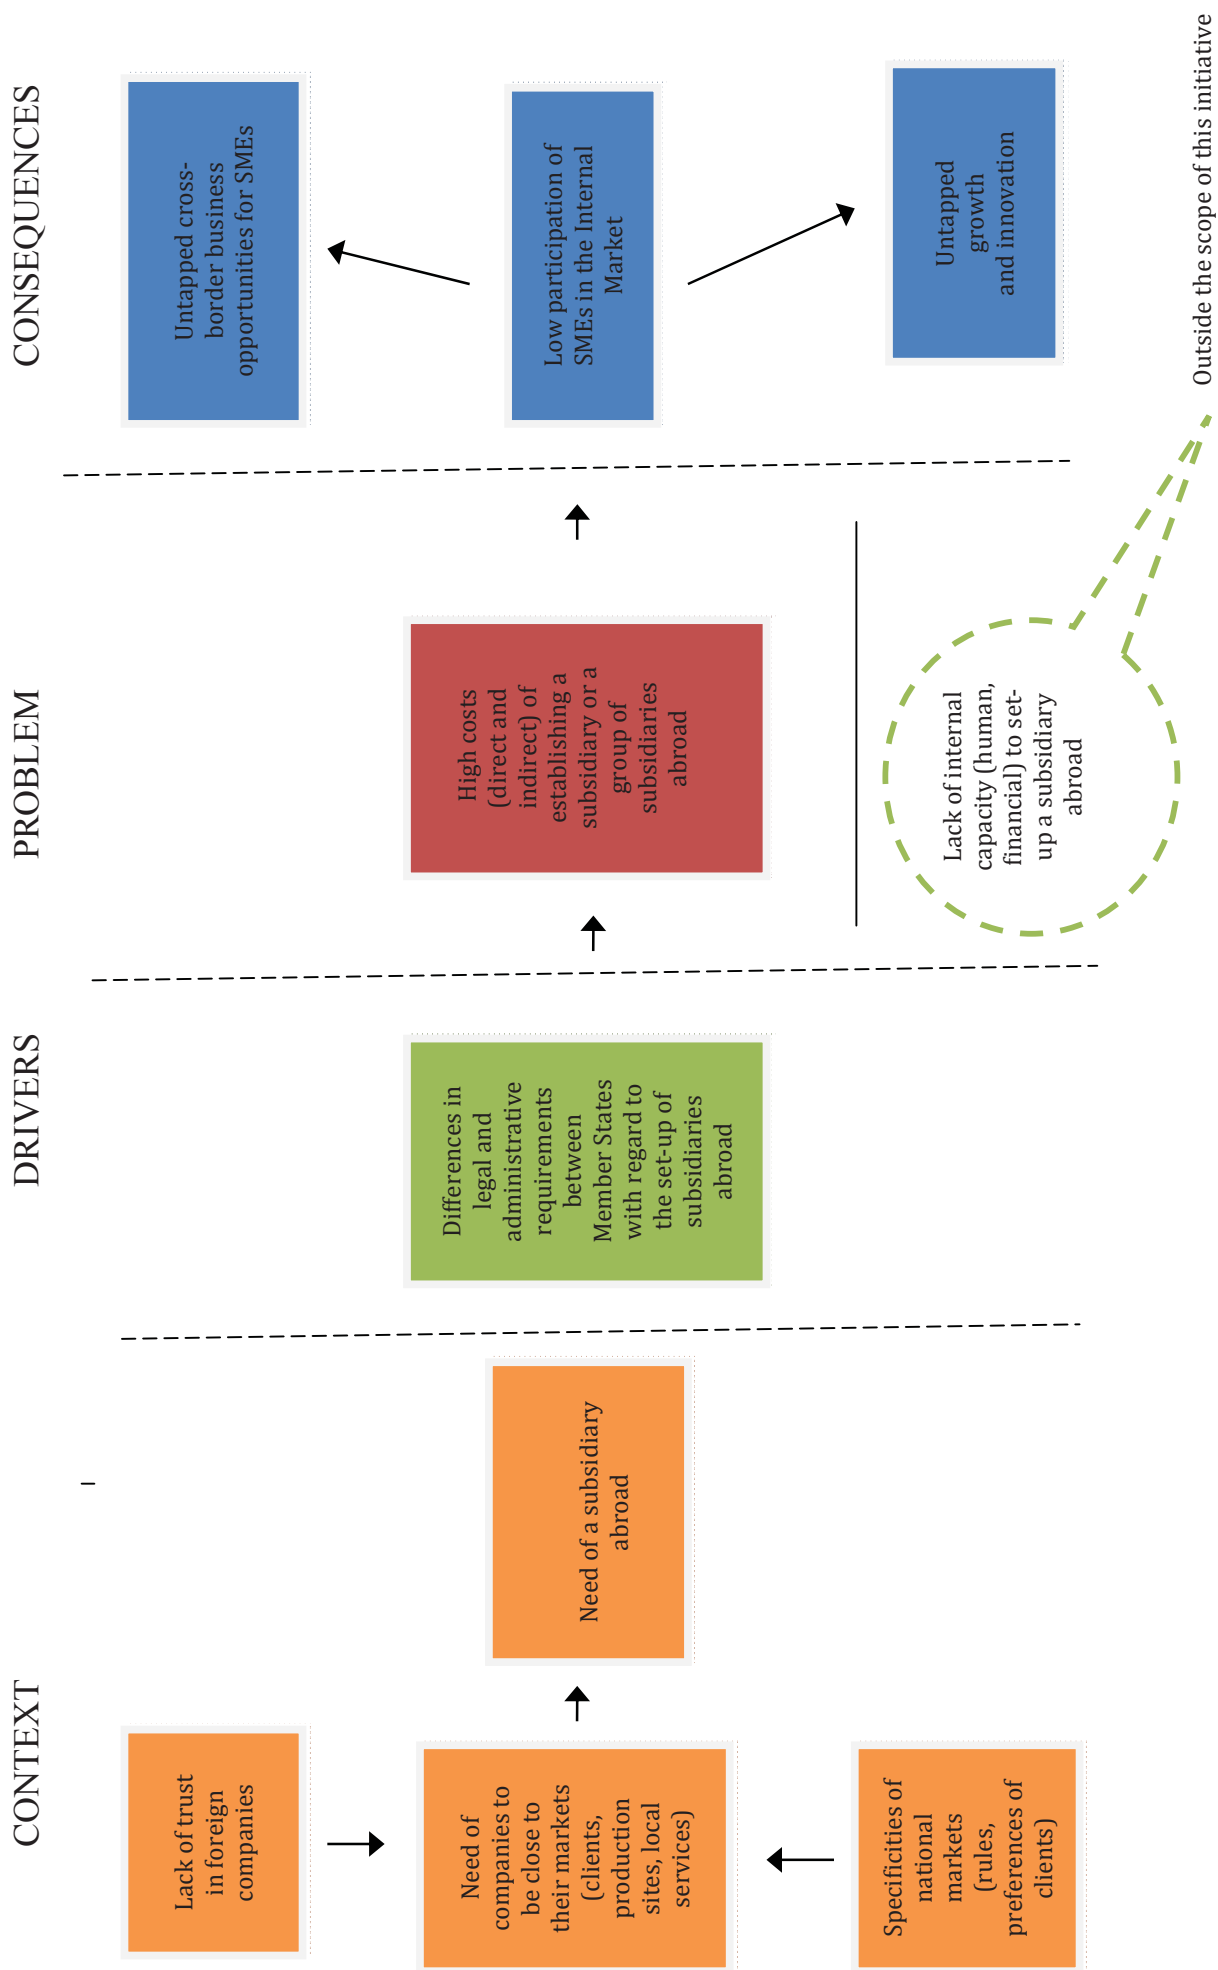 CONTEXT
DRIVERS
PROBLEM
CONSEQUENCES
Lack of trust
in foreign
companies
Need of
companies to
be close to
their markets
(clients,
production
sites, local
services)
Specificities of
national
markets
(rules,
preferences of
clients)
Need of a subsidiary
abroad
Differences in
legal and
administrative
requirements
between
Member States
with regard to
the set-up of
subsidiaries
abroad
High costs
(direct and
indirect) of
establishing a
subsidiary or a
group of
subsidiaries
abroad
Lack of internal
capacity (human,
financial) to set-
up a subsidiary
abroad
Untapped cross-
border business
opportunities for SMEs
Low participation of
SMEs in the Internal
Market
Untapped
growth
and innovation
Outside the scope of this initiative